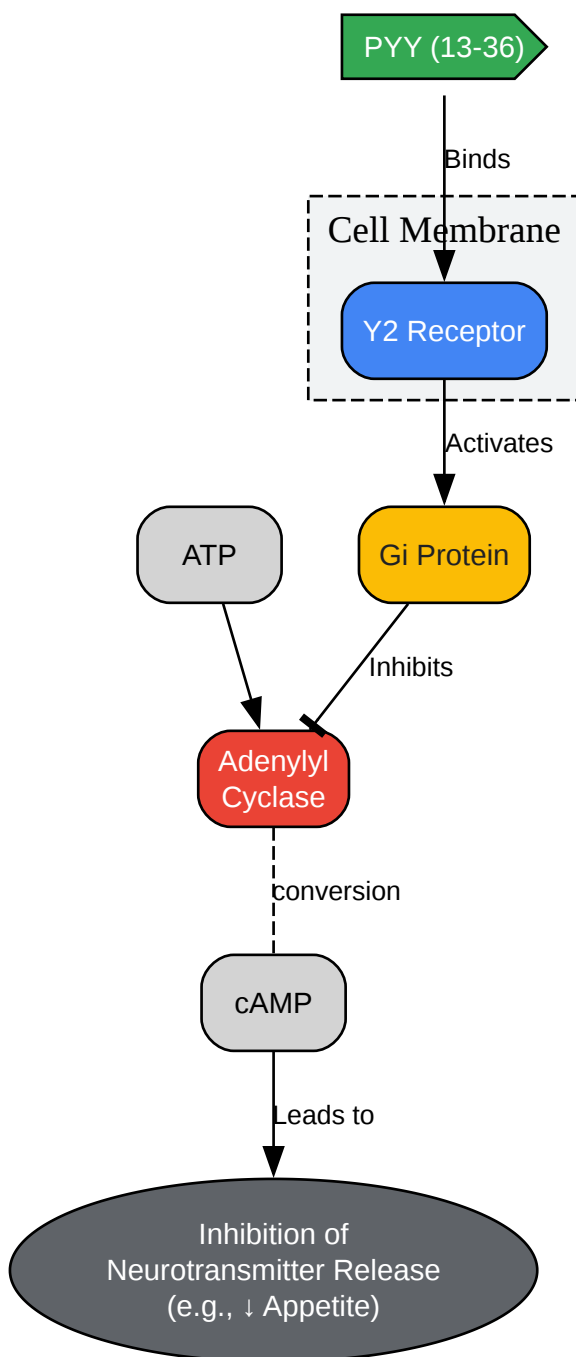 PYY (13-36)
Binds
Cell Membrane
Y2 Receptor
Activates
ATP
Gi Protein
Inhibits
Adenylyl
Cyclase
conversion
cAMP
Leads to
Inhibition of
Neurotransmitter Release
(e.g., ↓ Appetite)